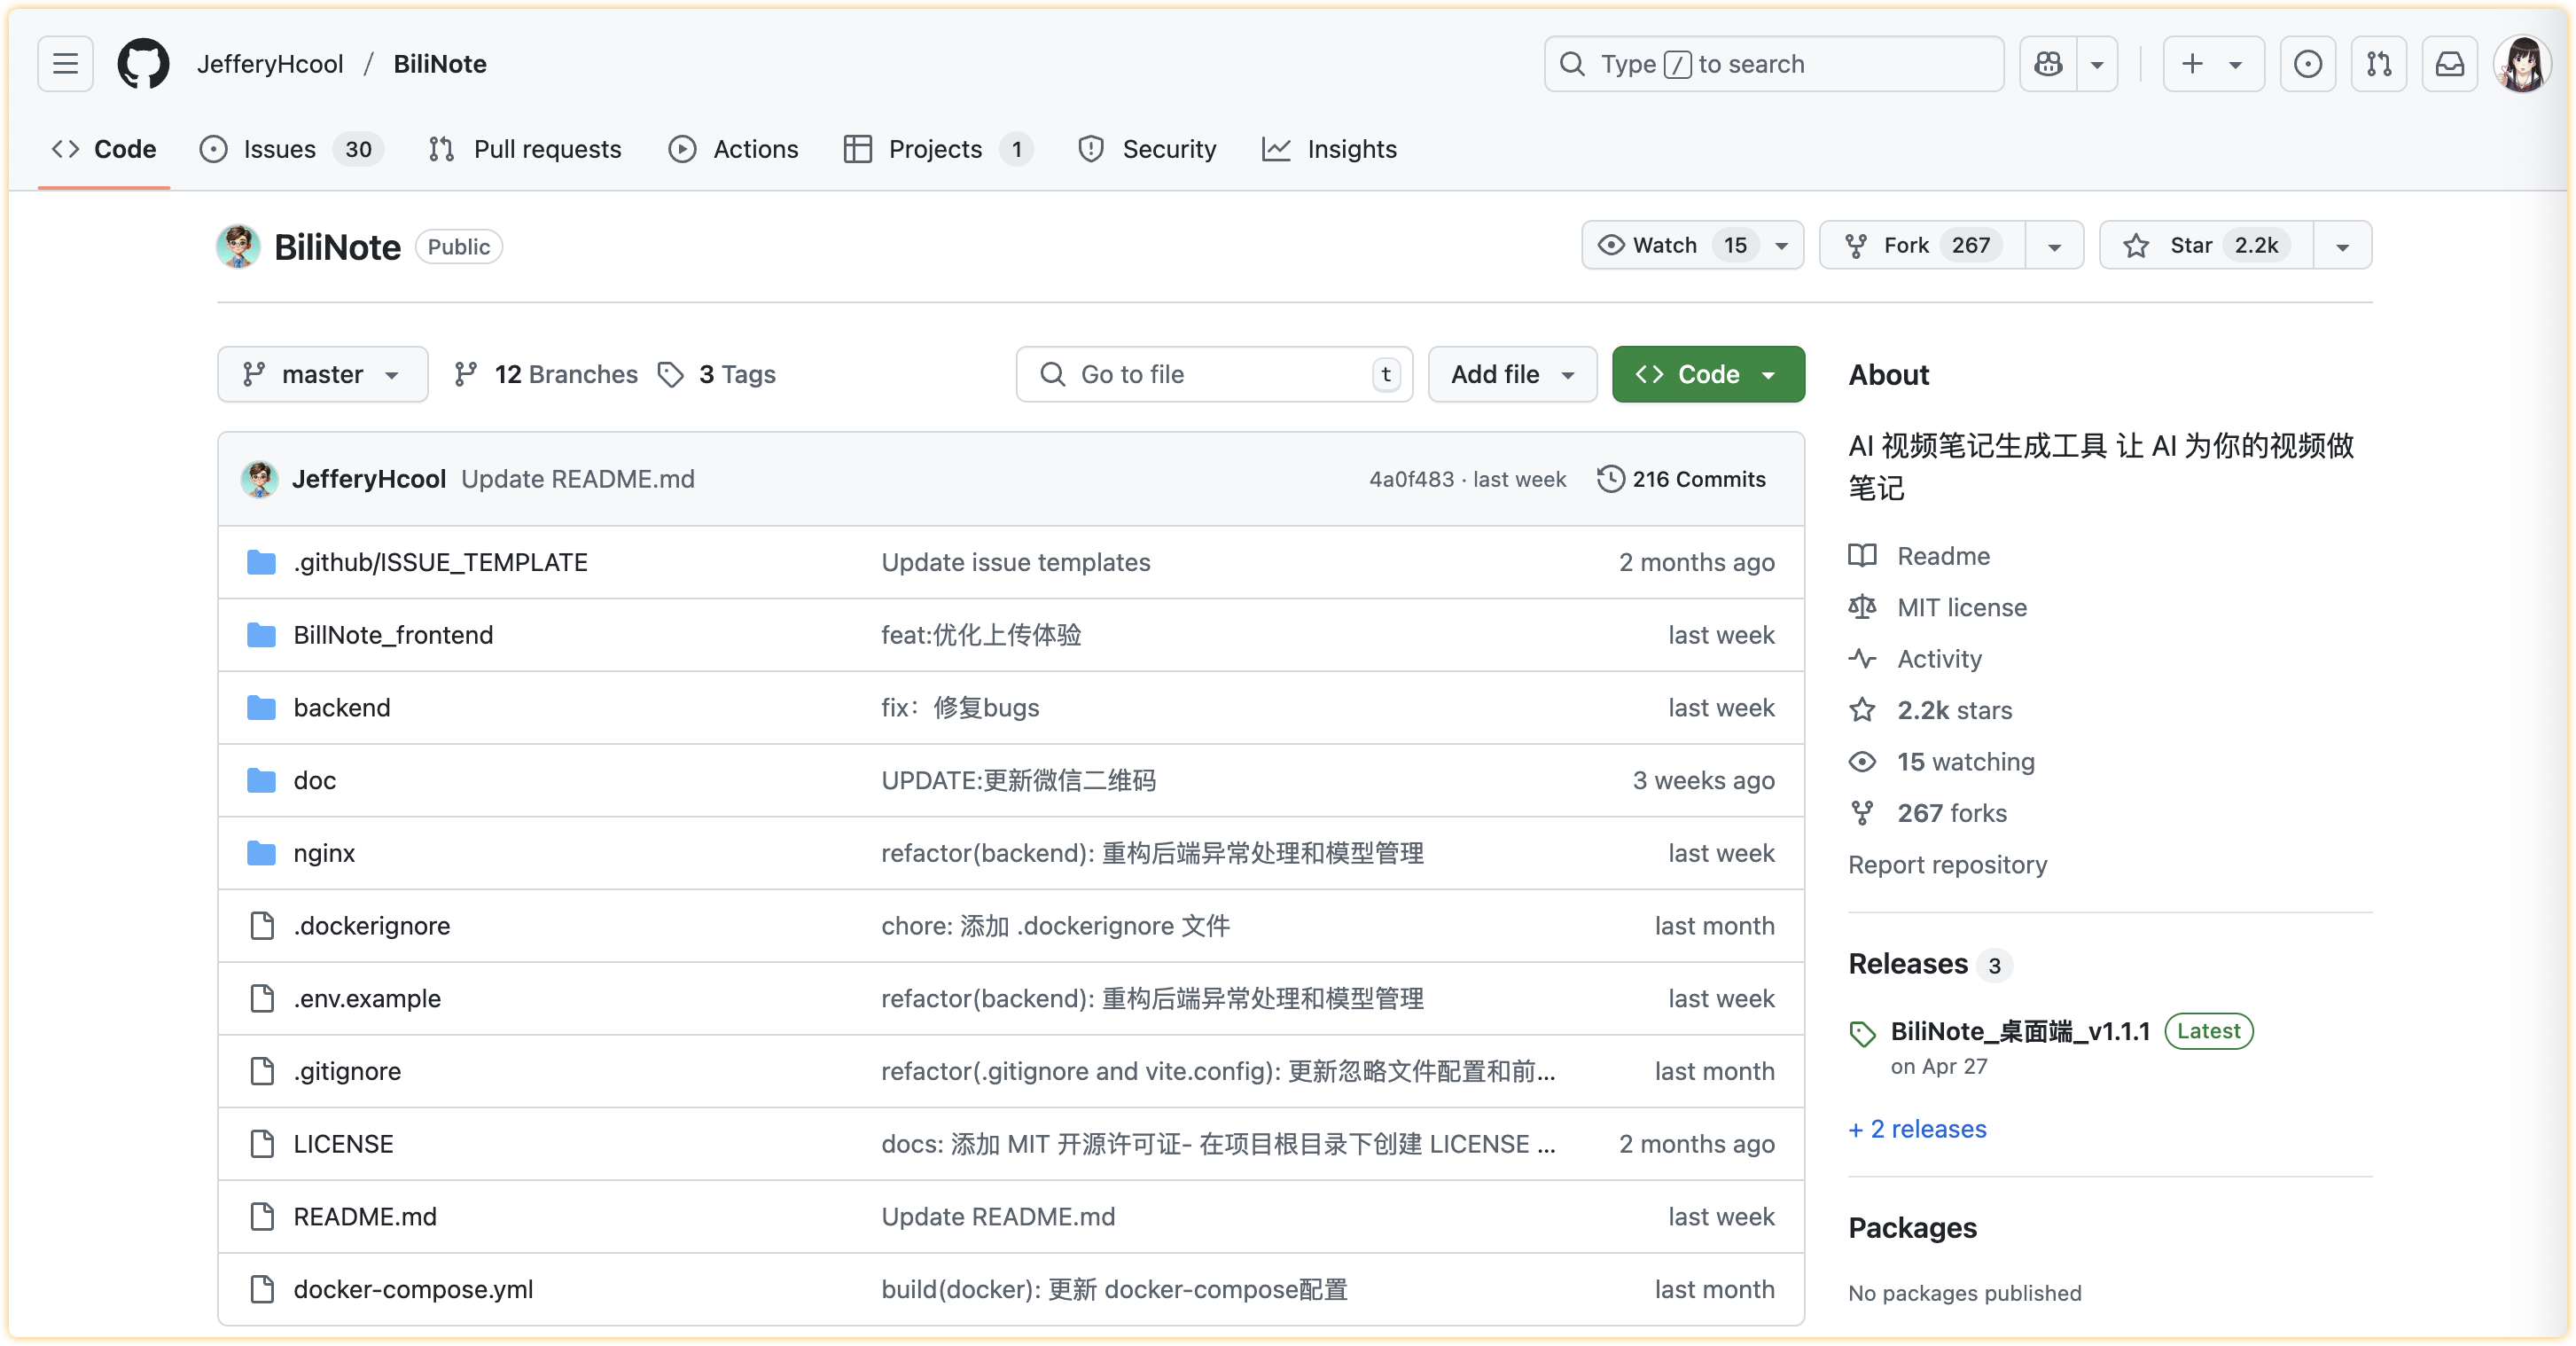 JefferyHcool / BiliNote
Type / to search
Code
Issues 30
Pull requests
Actions
Projects 1
Security
Insights
BiliNote Public
Watch 15
Fork 267
Star 2.2k
master
12 Branches
3 Tags
Go to file t
Add file
Code
JefferyHcool Update README.md 4a0f483 · last week 216 Commits
.github/ISSUE_TEMPLATE Update issue templates 2 months ago
BillNote_frontend feat:优化上传体验 last week
backend fix：修复bugs last week
doc UPDATE:更新微信二维码 3 weeks ago
nginx refactor(backend): 重构后端异常处理和模型管理 last week
.dockerignore chore: 添加 .dockerignore 文件 last month
.env.example refactor(backend): 重构后端异常处理和模型管理 last week
.gitignore refactor(.gitignore and vite.config): 更新忽略文件配置和前... last month
LICENSE docs: 添加 MIT 开源许可证- 在项目根目录下创建 LICENSE ... 2 months ago
README.md Update README.md last week
docker-compose.yml build(docker): 更新 docker-compose配置 last month
About
AI 视频笔记生成工具 让 AI 为你的视频做
笔记
Readme
MIT license
Activity
2.2k stars
15 watching
267 forks
Report repository
Releases 3
BiliNote_桌面端_v1.1.1 Latest
on Apr 27
+ 2 releases
Packages
No packages published